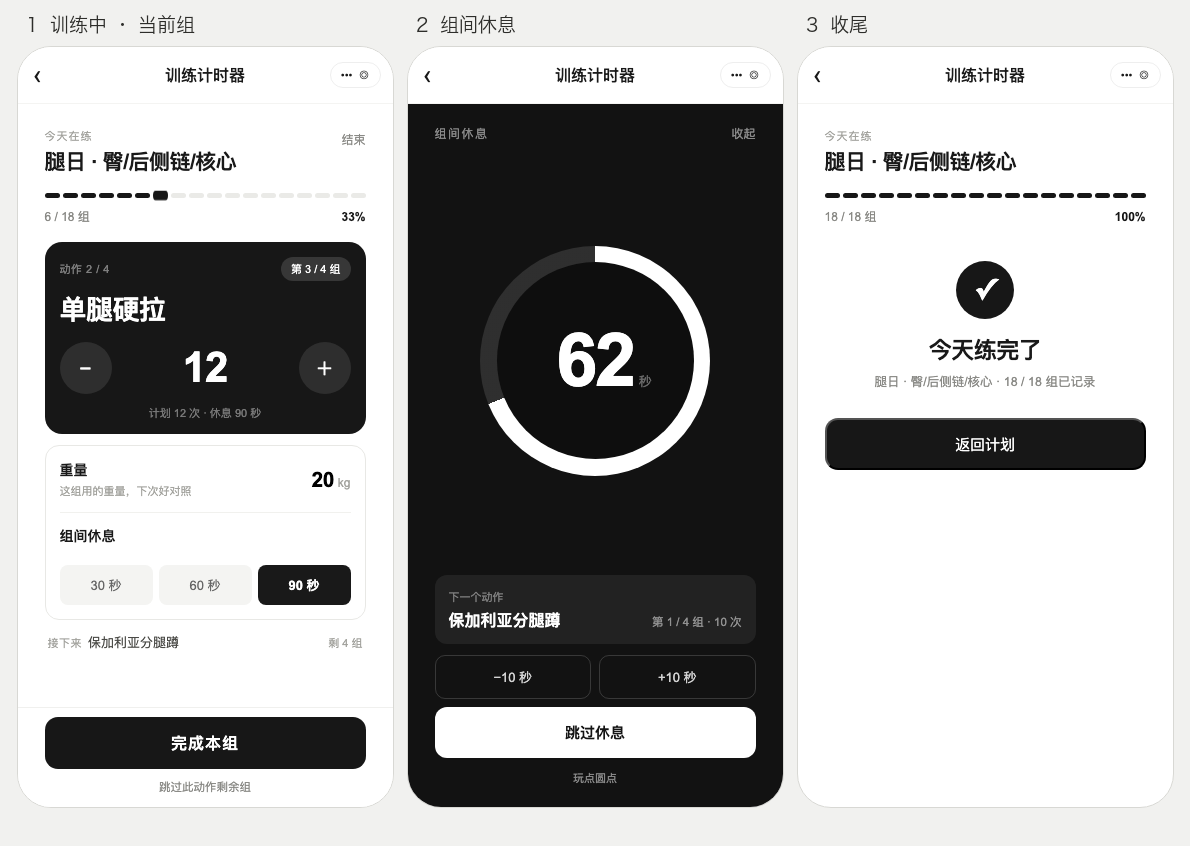 1 训练中 · 当前组
训练计时器
今天在练
结束
腿日 · 臀/后侧链/核心
6 / 18 组
33%
动作 2 / 4
第 3 / 4 组
单腿硬拉
−
12
+
计划 12 次 · 休息 90 秒
重量
这组用的重量，下次好对照
20 kg
组间休息
30 秒
60 秒
90 秒
接下来 保加利亚分腿蹲
剩 4 组
完成本组
跳过此动作剩余组
2 组间休息
训练计时器
组间休息
收起
62 秒
下一个动作
保加利亚分腿蹲
第 1 / 4 组 · 10 次
−10 秒
+10 秒
跳过休息
玩点圆点
3 收尾
训练计时器
今天在练
腿日 · 臀/后侧链/核心
18 / 18 组
100%
今天练完了
腿日 · 臀/后侧链/核心 · 18 / 18 组已记录
返回计划